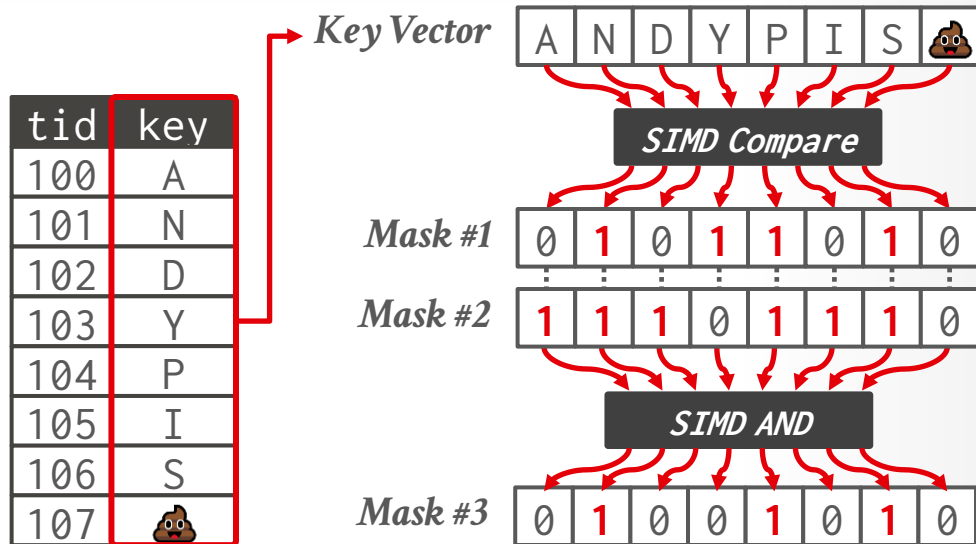 Key Vector A N D Y P I S 💩
SIMD Compare
tid key
100 A
101 N
102 D
103 Y
104 P
105 I
106 S
107 💩
Mask #1 0 1 0 1 1 0 1 0
Mask #2 1 1 1 0 1 1 1 0
SIMD AND
Mask #3 0 1 0 0 1 0 1 0